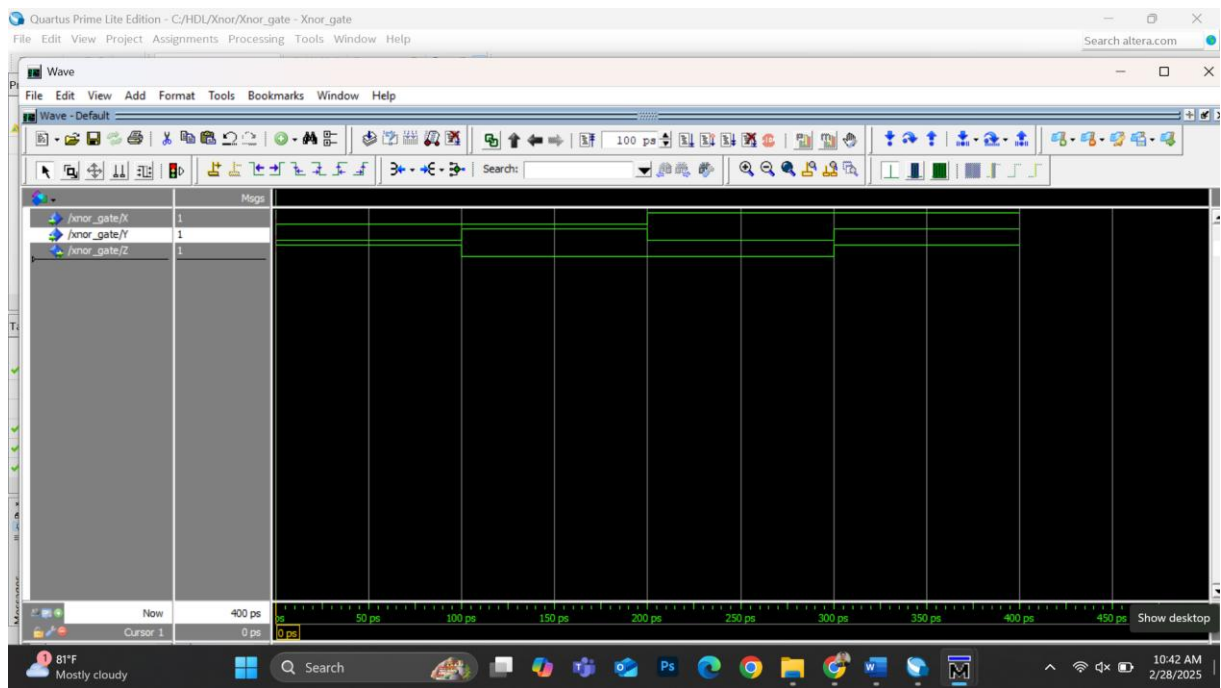 Quartus Prime Lite Edition - C:/HDL/Xnor/Xnor_gate - Xnor_gate
File Edit View Project Assignments Processing Tools Window Help
Search altera.com
Wave
File Edit View Add Format Tools Bookmarks Window Help
Wave - Default
100 ps
Search:
Msgs
/xnor_gate/X 1
/xnor_gate/Y 1
/xnor_gate/Z 1
Now 400 ps
ps 50 ps 100 ps 150 ps 200 ps 250 ps 300 ps 350 ps 400 ps 450 ps
Show desktop
Cursor 1 0 ps
0 ps
1
81°F
Mostly cloudy
Search
Ps
10:42 AM
2/28/2025